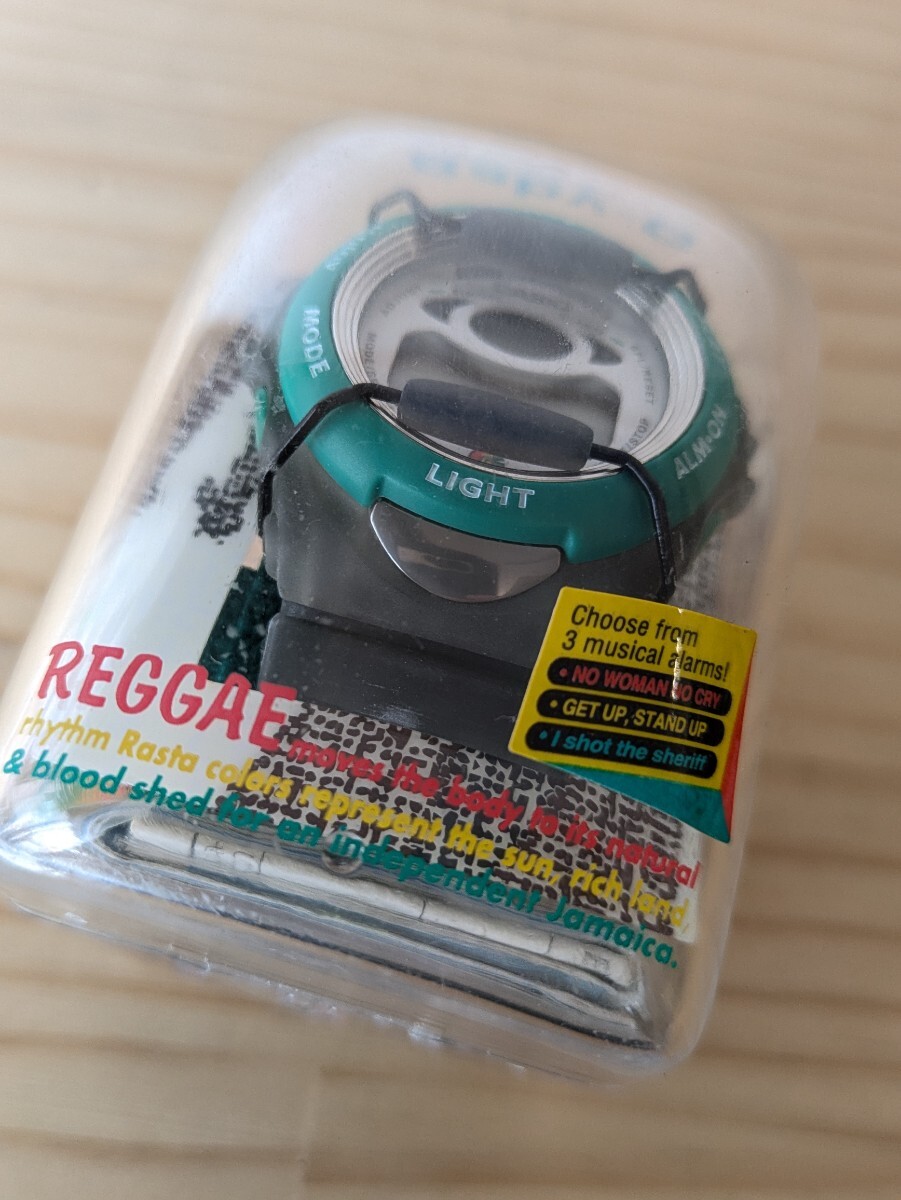 MODE
LIGHT
ALM•ON
Choose from
3 musical alarms!
• NO WOMAN NO CRY
• GET UP, STAND UP
• I shot the sheriff
REGGAE moves the body to its natural
rhythm Rasta colors represent the sun, rich land,
& blood shed for an independent Jamaica.